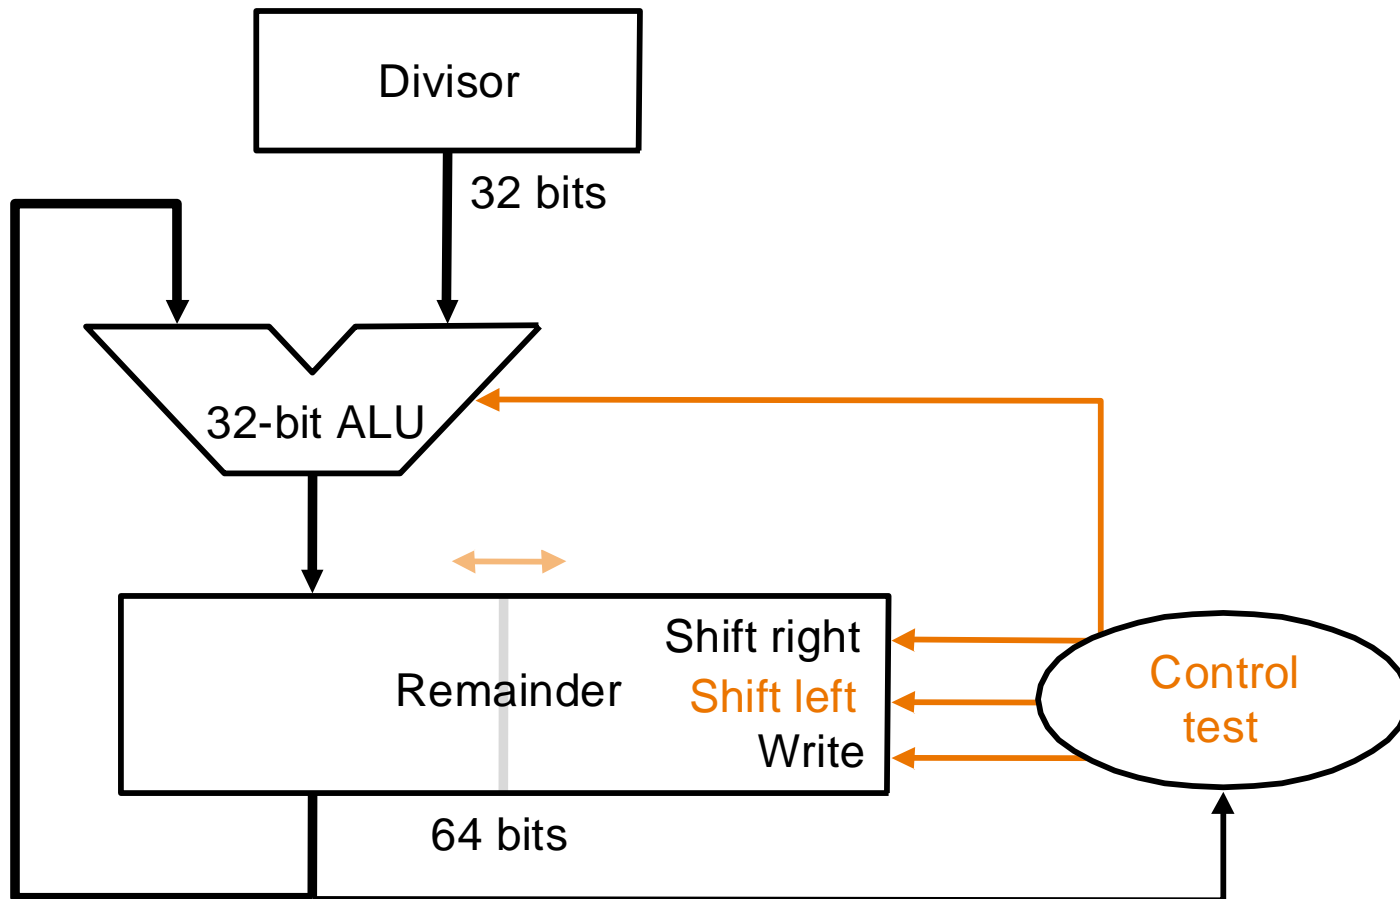 Divisor
32 bits
32-bit ALU
Shift right
Remainder
Shift left
Write
Control
test
64 bits